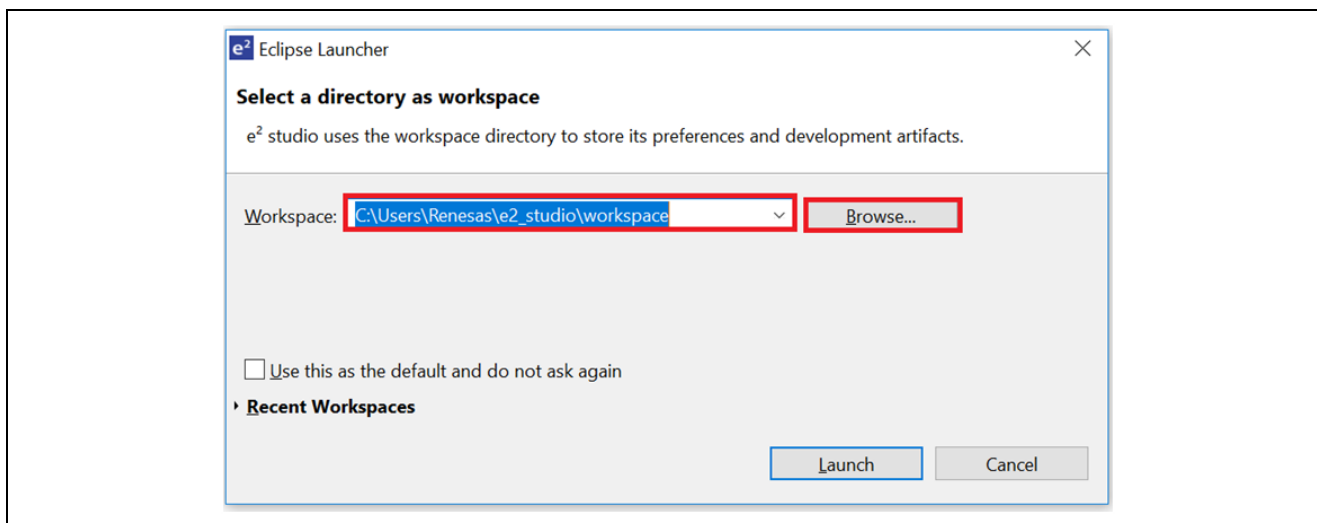 e² Eclipse Launcher
Select a directory as workspace
e² studio uses the workspace directory to store its preferences and development artifacts.
Workspace: C:\Users\Renesas\e2_studio\workspace Browse...
Use this as the default and do not ask again
Recent Workspaces
Launch Cancel